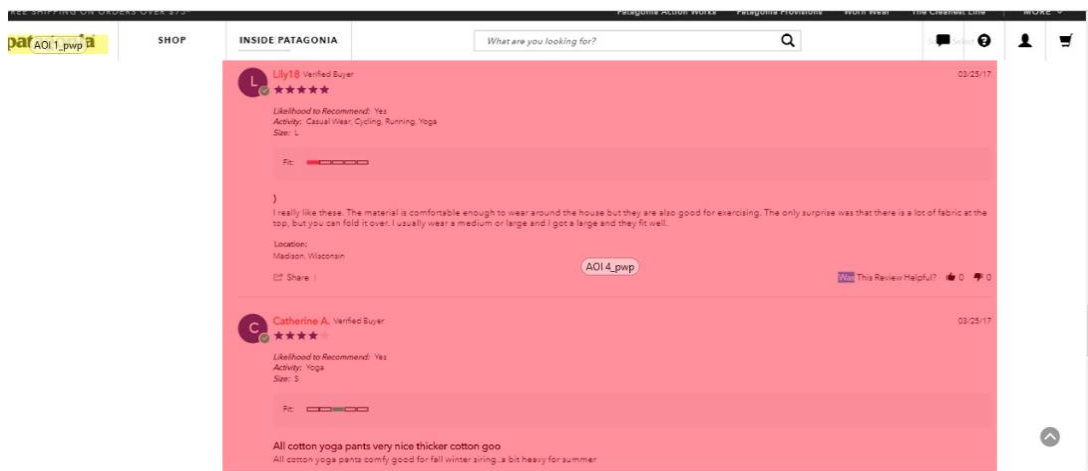 FREE SHIPPING ON ORDERS OVER $75*
Patagonia Action Works Patagonia Provisions Worn Wear The Cleanest Line MORE
patagonia AOI 1_pwp SHOP INSIDE PATAGONIA What are you looking for?
L Lily18 Verified Buyer 03/25/17
Likelihood to Recommend: Yes
Activity: Casual Wear, Cycling, Running, Yoga
Size: L
Fit:
)
I really like these. The material is comfortable enough to wear around the house but they are also good for exercising. The only surprise was that there is a lot of fabric at the
top, but you can fold it over. I usually wear a medium or large and I got a large and they fit well.
Location:
Madison, Wisconsin
AOI 4_pwp
Share | Was This Review Helpful? 0 0
C Catherine A. Verified Buyer 03/25/17
Likelihood to Recommend: Yes
Activity: Yoga
Size: S
Fit:
All cotton yoga pants very nice thicker cotton goo
All cotton yoga pants comfy good for fall winter airing..a bit heavy for summer